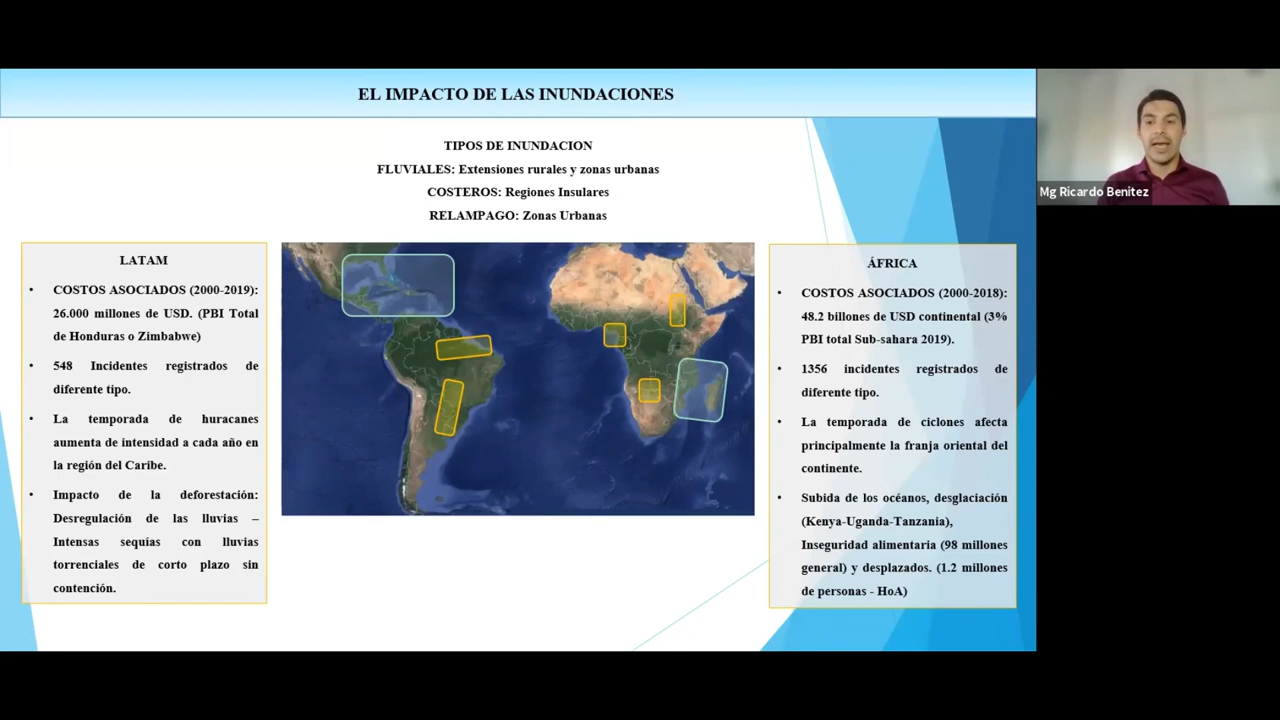 EL IMPACTO DE LAS INUNDACIONES
TIPOS DE INUNDACION
FLUVIALES: Extensiones rurales y zonas urbanas
COSTEROS: Regiones Insulares
RELAMPAGO: Zonas Urbanas
LATAM
• COSTOS ASOCIADOS (2000-2019):
26.000 millones de USD. (PBI Total
de Honduras o Zimbabwe)
• 548 Incidentes registrados de
diferente tipo.
• La temporada de huracanes
aumenta de intensidad a cada año en
la región del Caribe.
• Impacto de la deforestación:
Desregulación de las lluvias –
Intensas sequías con lluvias
torrenciales de corto plazo sin
contención.
ÁFRICA
• COSTOS ASOCIADOS (2000-2018):
48.2 billones de USD continental (3%
PBI total Sub-sahara 2019).
• 1356 incidentes registrados de
diferente tipo.
• La temporada de ciclones afecta
principalmente la franja oriental del
continente.
• Subida de los océanos, desglaciación
(Kenya-Uganda-Tanzania),
Inseguridad alimentaria (98 millones
general) y desplazados. (1.2 millones
de personas - HoA)
Mg Ricardo Benitez